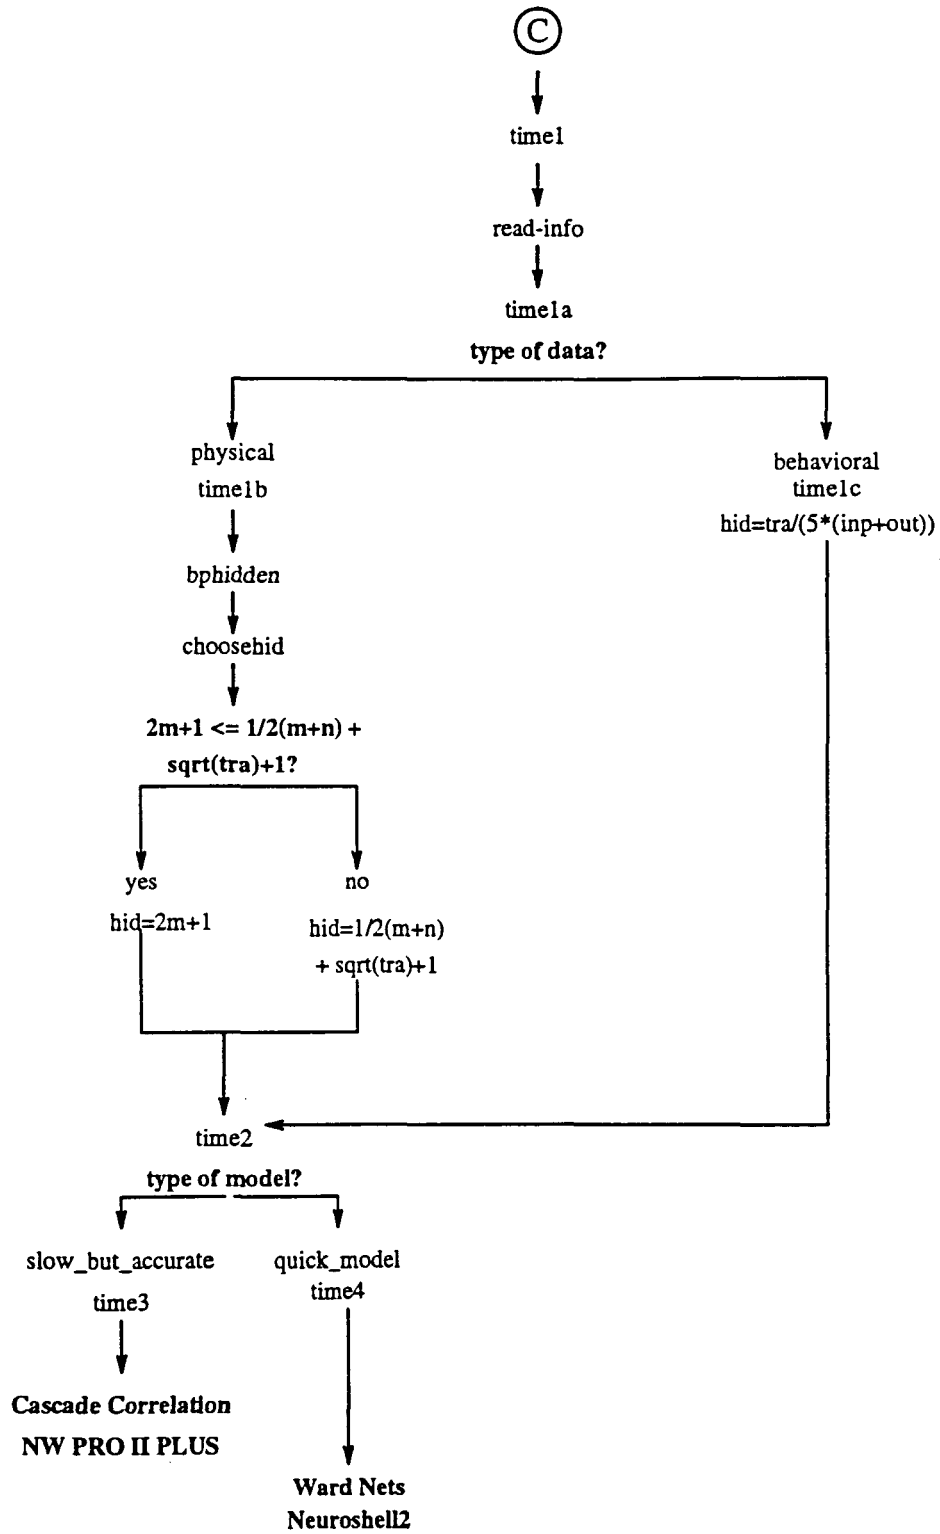 C
time1
read-info
time1a
type of data?
physical
time1b
behavioral
time1c
hid=tra/(5*(inp+out))
bphidden
choosehid
2m+1 <= 1/2(m+n) +
sqrt(tra)+1?
yes
hid=2m+1
no
hid=1/2(m+n)
+ sqrt(tra)+1
time2
type of model?
slow_but_accurate
time3
quick_model
time4
Cascade Correlation
NW PRO II PLUS
Ward Nets
Neuroshell2